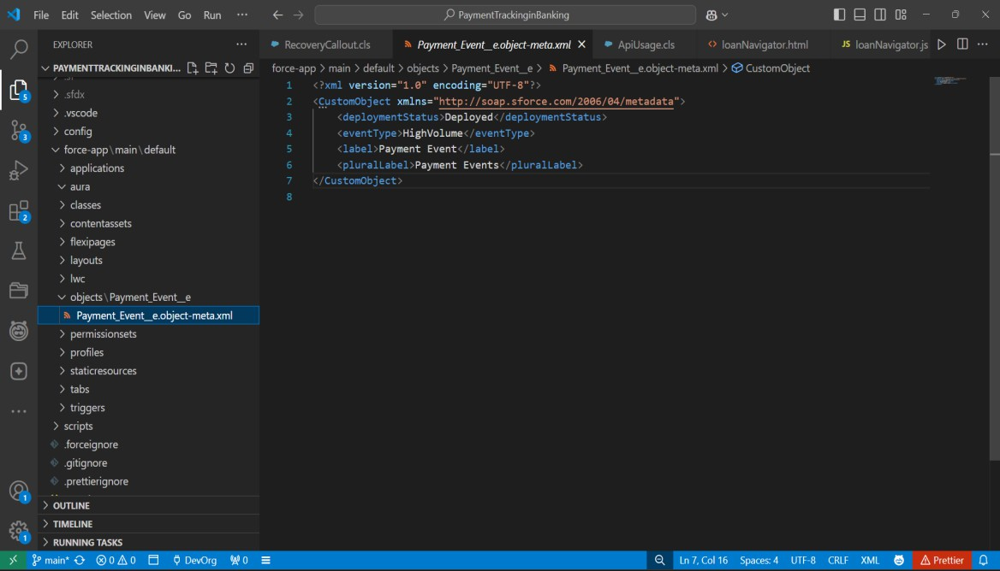 File Edit Selection View Go Run ··· PaymentTrackinginBanking
EXPLORER ···
RecoveryCallout.cls Payment_Event__e.object-meta.xml ApiUsage.cls loanNavigator.html JS loanNavigator.js ···
PAYMENTTRACKINGINBANKI...
force-app > main > default > objects > Payment_Event__e > Payment_Event__e.object-meta.xml > CustomObject
.sfdx
.vscode
config
force-app\main\default
applications
aura
classes
contentassets
flexipages
layouts
lwc
objects\Payment_Event__e
Payment_Event__e.object-meta.xml
permissionsets
profiles
staticresources
tabs
triggers
scripts
.forceignore
.gitignore
.prettierignore
OUTLINE
TIMELINE
RUNNING TASKS
1 <?xml version="1.0" encoding="UTF-8"?>
2 <CustomObject xmlns="http://soap.sforce.com/2006/04/metadata">
3 <deploymentStatus>Deployed</deploymentStatus>
4 <eventType>HighVolume</eventType>
5 <label>Payment Event</label>
6 <pluralLabel>Payment Events</pluralLabel>
7 </CustomObject>
8
5
3
2
1
1
main* 0 0 DevOrg 0 Ln 7, Col 16 Spaces: 4 UTF-8 CRLF XML Prettier